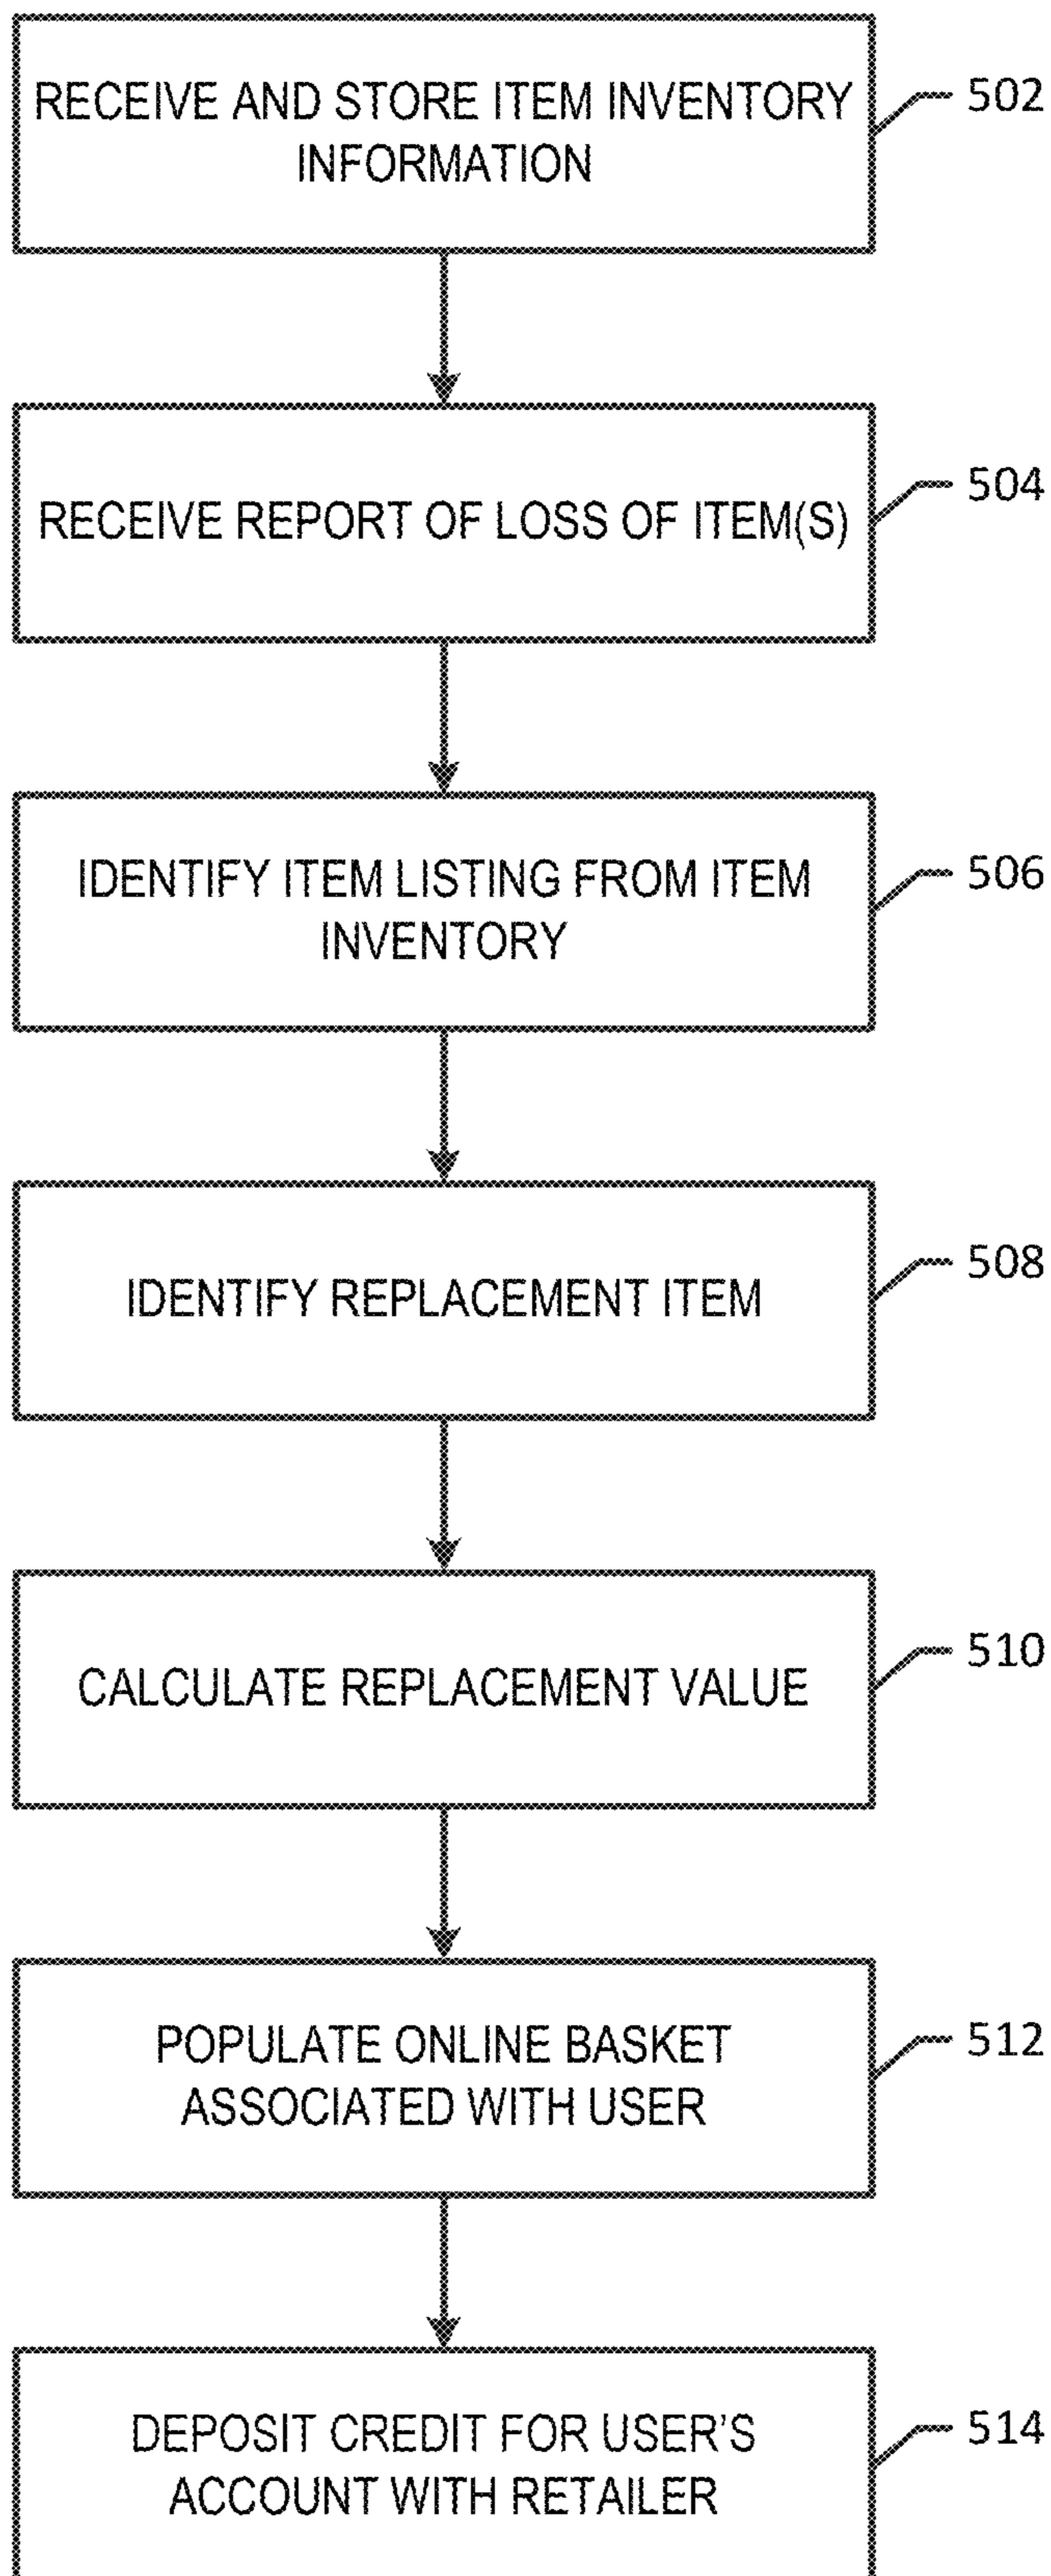 RECEIVE AND STORE ITEM INVENTORY
INFORMATION
502
RECEIVE REPORT OF LOSS OF ITEM(S)
504
IDENTIFY ITEM LISTING FROM ITEM
INVENTORY
506
IDENTIFY REPLACEMENT ITEM
508
CALCULATE REPLACEMENT VALUE
510
POPULATE ONLINE BASKET
ASSOCIATED WITH USER
512
DEPOSIT CREDIT FOR USER'S
ACCOUNT WITH RETAILER
514